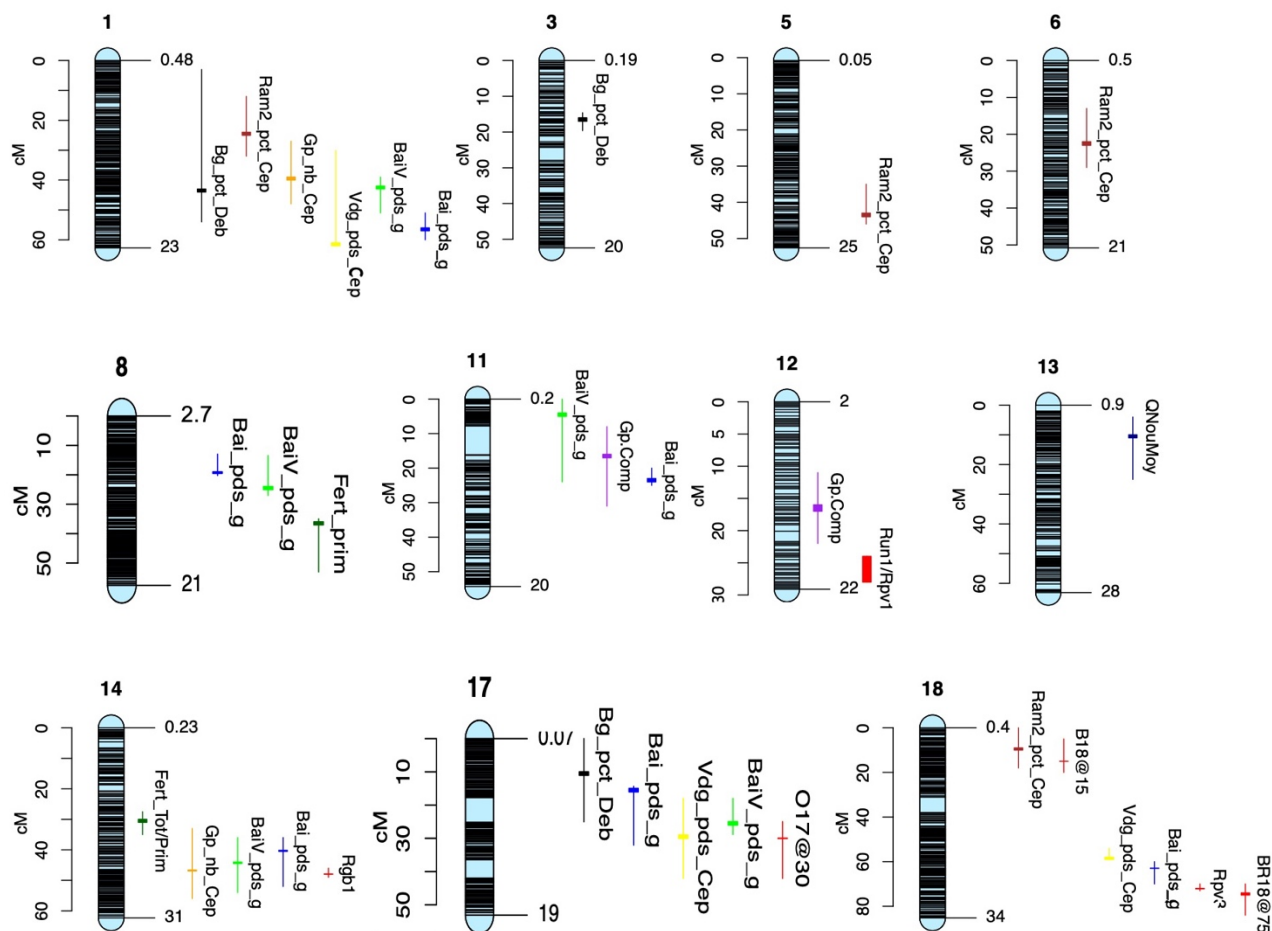 1
0
20
40
60
cM
0.48
23
Bg_pct_Deb
Ram2_pct_Cep
Gp_nb_Cep
Vdg_pds_Cep
BaiV_pds_g
Bai_pds_g
3
0
10
20
30
40
50
cM
0.19
20
Bg_pct_Deb
5
0
10
20
30
40
50
cM
0.05
25
Ram2_pct_Cep
6
0
10
20
30
40
50
cM
0.5
21
Ram2_pct_Cep
8
10
30
50
cM
2.7
21
Bai_pds_g
BaiV_pds_g
Fert_prim
11
0
10
20
30
40
50
cM
0.2
20
BaiV_pds_g
Gp.Comp
Bai_pds_g
12
0
5
10
20
30
cM
2
22
Gp.Comp
Run1/Rpv1
13
0
20
40
60
cM
0.9
28
QNouMoy
14
0
20
40
60
cM
0.23
31
Fert_Tot/Prim
Gp_nb_Cep
BaiV_pds_g
Bai_pds_g
Rgb1
17
10
30
50
cM
0.07
19
Bg_pct_Deb
Bai_pds_g
Vdg_pds_Cep
BaiV_pds_g
O17@30
18
0
20
40
60
80
cM
0.4
34
Ram2_pct_Cep
B18@15
Vdg_pds_Cep
Bai_pds_g
Rpv3
BR18@75